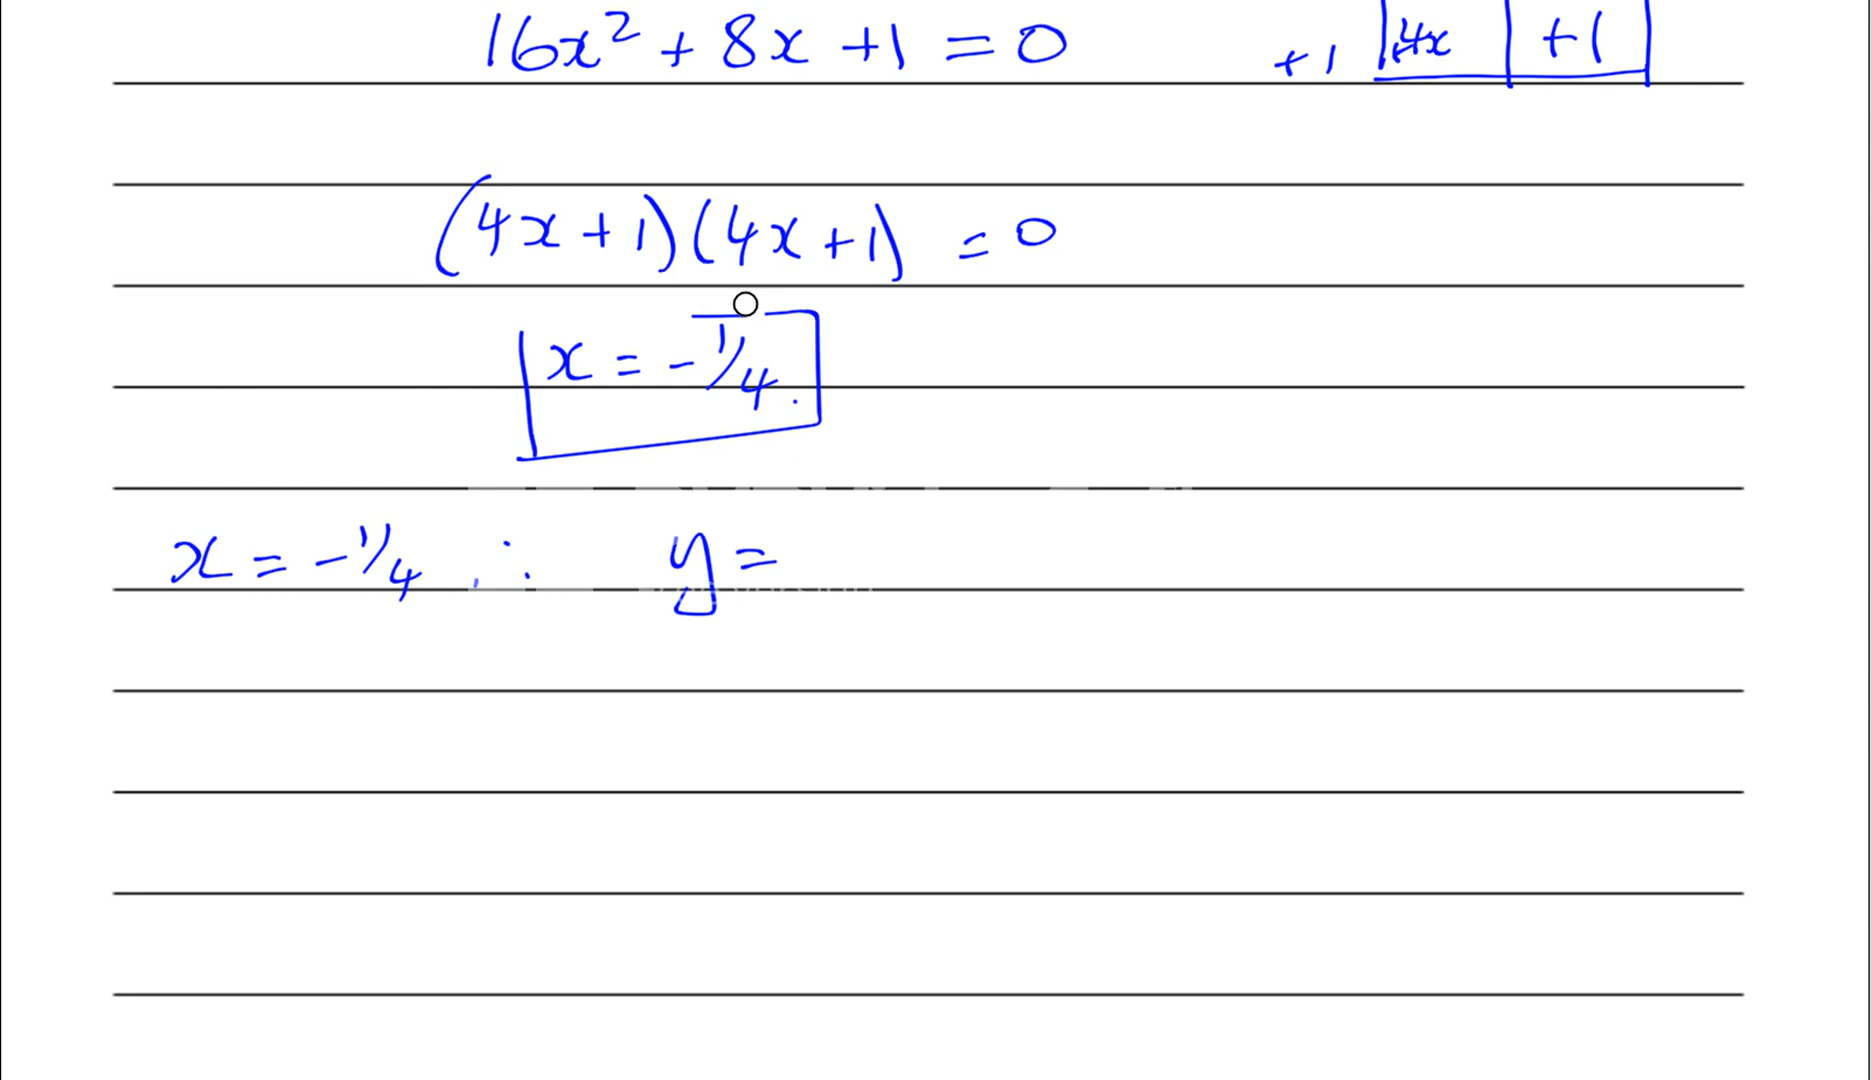 16x² + 8x + 1 = 0
+1 4x +1
(4x+1)(4x+1) = 0
x = -1/4.
x = -1/4 ∴ y =